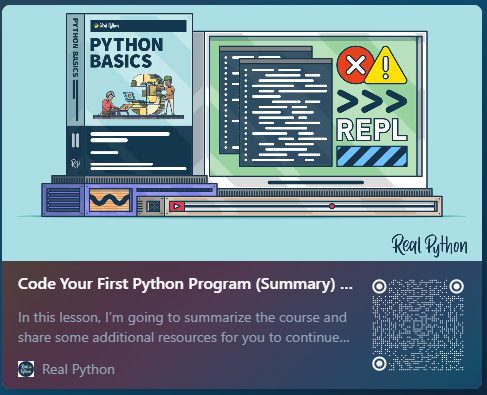 Real Python
PYTHON
BASICS
PYTHON BASICS
>>>
REPL
Real Python
Code Your First Python Program (Summary) ...
In this lesson, I'm going to summarize the course and
share some additional resources for you to continue...
Real Python